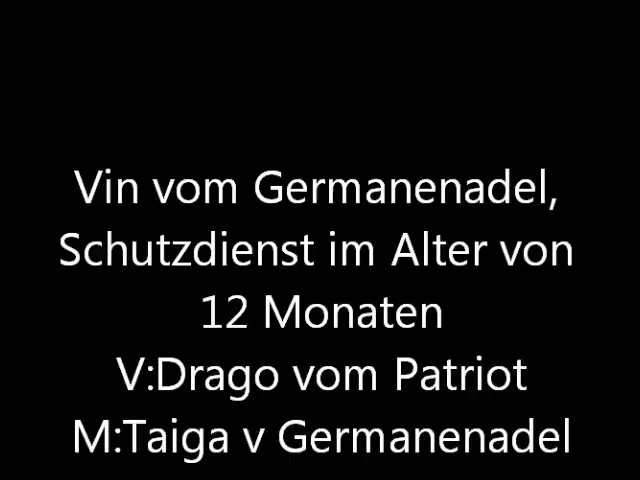 Vin vom Germanenadel,
Schutzdienst im Alter von
12 Monaten
V:Drago vom Patriot
M:Taiga v Germanenadel